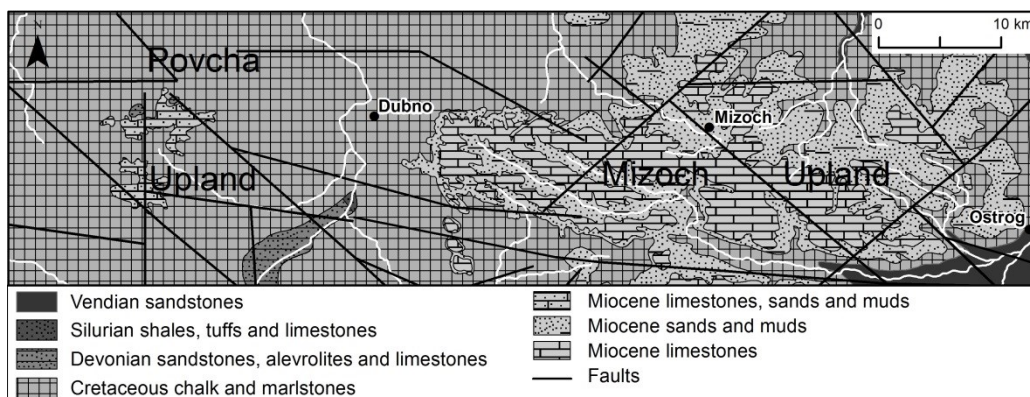 0 10 km
Povcha
Dubno
Mizoch
Upland
Mizoch Upland
Ostrog
Vendian sandstones
Silurian shales, tuffs and limestones
Devonian sandstones, alevrolites and limestones
Cretaceous chalk and marlstones
Miocene limestones, sands and muds
Miocene sands and muds
Miocene limestones
Faults